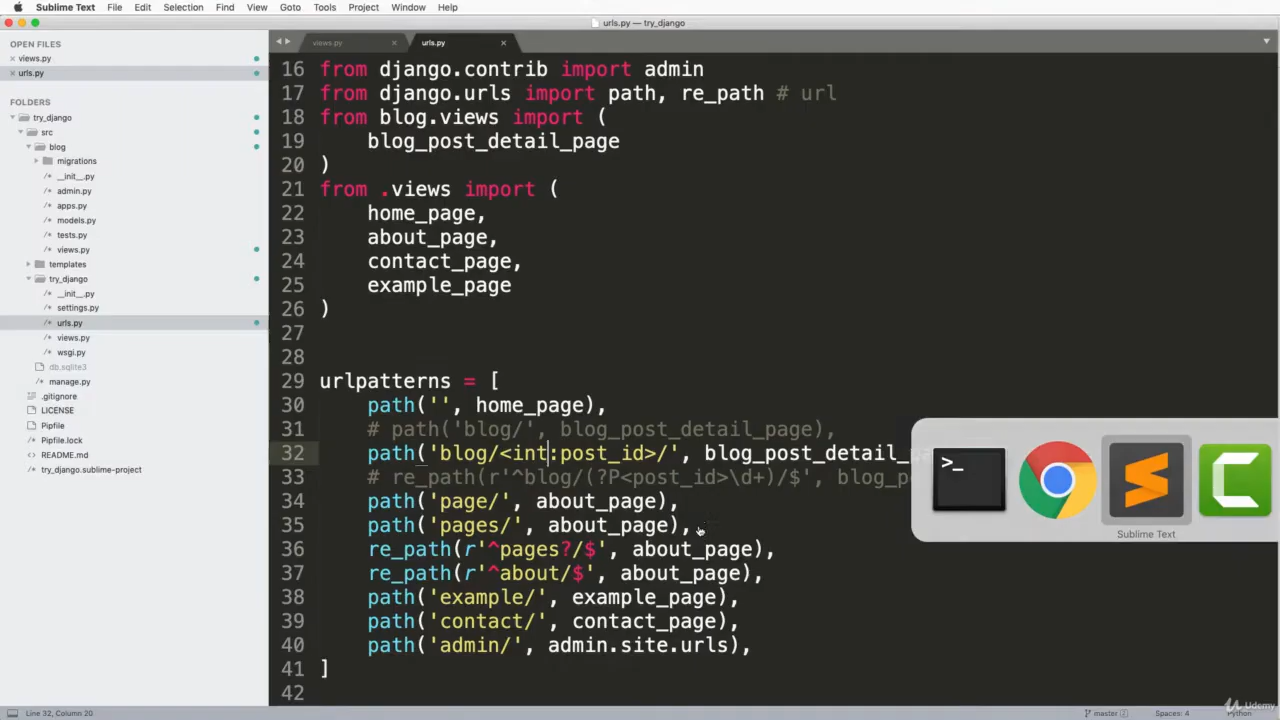 Sublime Text File Edit Selection Find View Goto Tools Project Window Help
urls.py — try_django
OPEN FILES
× views.py
× urls.py
FOLDERS
try_django
src
blog
migrations
/* __init__.py
/* admin.py
/* apps.py
/* models.py
/* tests.py
/* views.py
templates
try_django
/* __init__.py
/* settings.py
/* urls.py
/* views.py
/* wsgi.py
db.sqlite3
/* manage.py
.gitignore
LICENSE
Pipfile
Pipfile.lock
README.md
try_django.sublime-project
views.py × urls.py ×
16 from django.contrib import admin
17 from django.urls import path, re_path # url
18 from blog.views import (
19 blog_post_detail_page
20 )
21 from .views import (
22 home_page,
23 about_page,
24 contact_page,
25 example_page
26 )
27
28
29 urlpatterns = [
30 path('', home_page),
31 # path('blog/', blog_post_detail_page),
32 path('blog/<int:post_id>/', blog_post_detail_pa
33 # re_path(r'^blog/(?P<post_id>\d+)/$', blog_po
34 path('page/', about_page),
35 path('pages/', about_page),
36 re_path(r'^pages?/$', about_page),
37 re_path(r'^about/$', about_page),
38 path('example/', example_page),
39 path('contact/', contact_page),
40 path('admin/', admin.site.urls),
41 ]
42
>_
Sublime Text
Line 32, Column 20
master 2
Spaces: 4
Python
Udemy